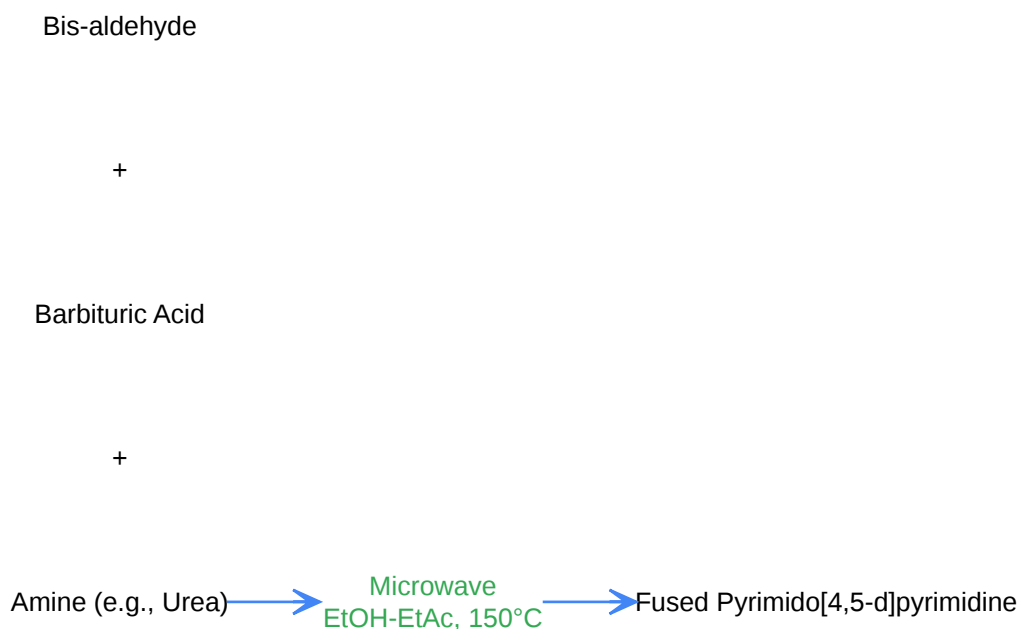 Bis-aldehyde
+
Barbituric Acid
+
Amine (e.g., Urea)
Microwave
EtOH-EtAc, 150°C
Fused Pyrimido[4,5-d]pyrimidine